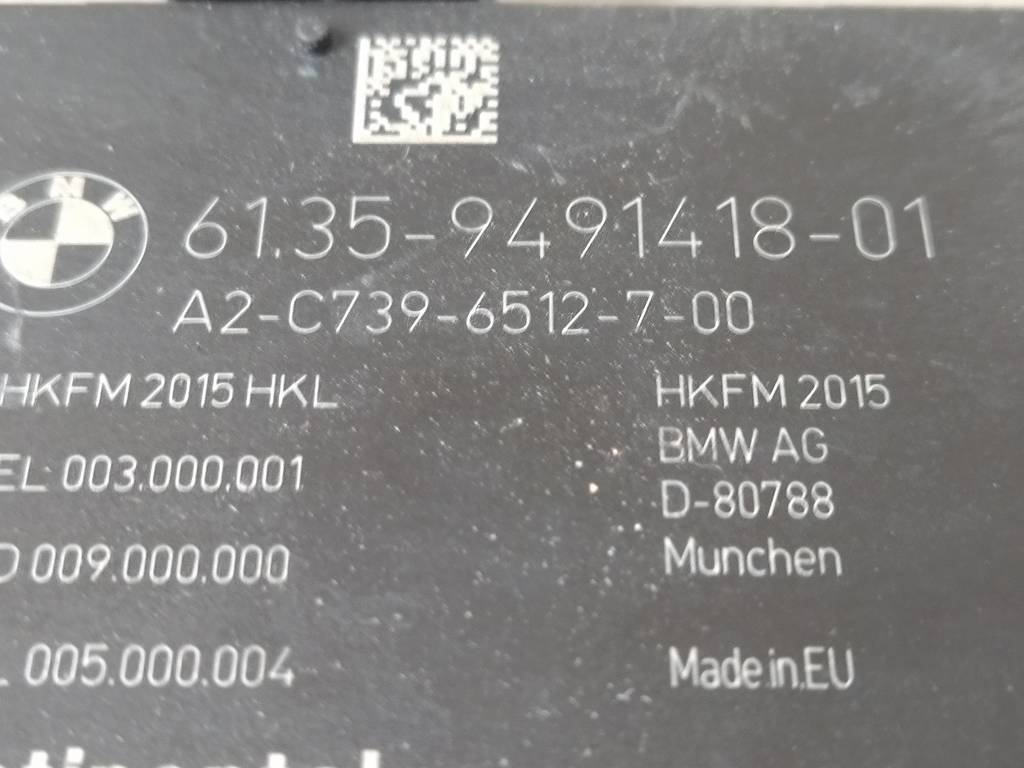 BMW
61.35-9491418-01
A2-C739-6512-7-00
HKFM 2015 HKL
HKFM 2015
EL 003.000.001
BMW AG
D-80788
009.000.000
Munchen
005.000.004
Made in EU